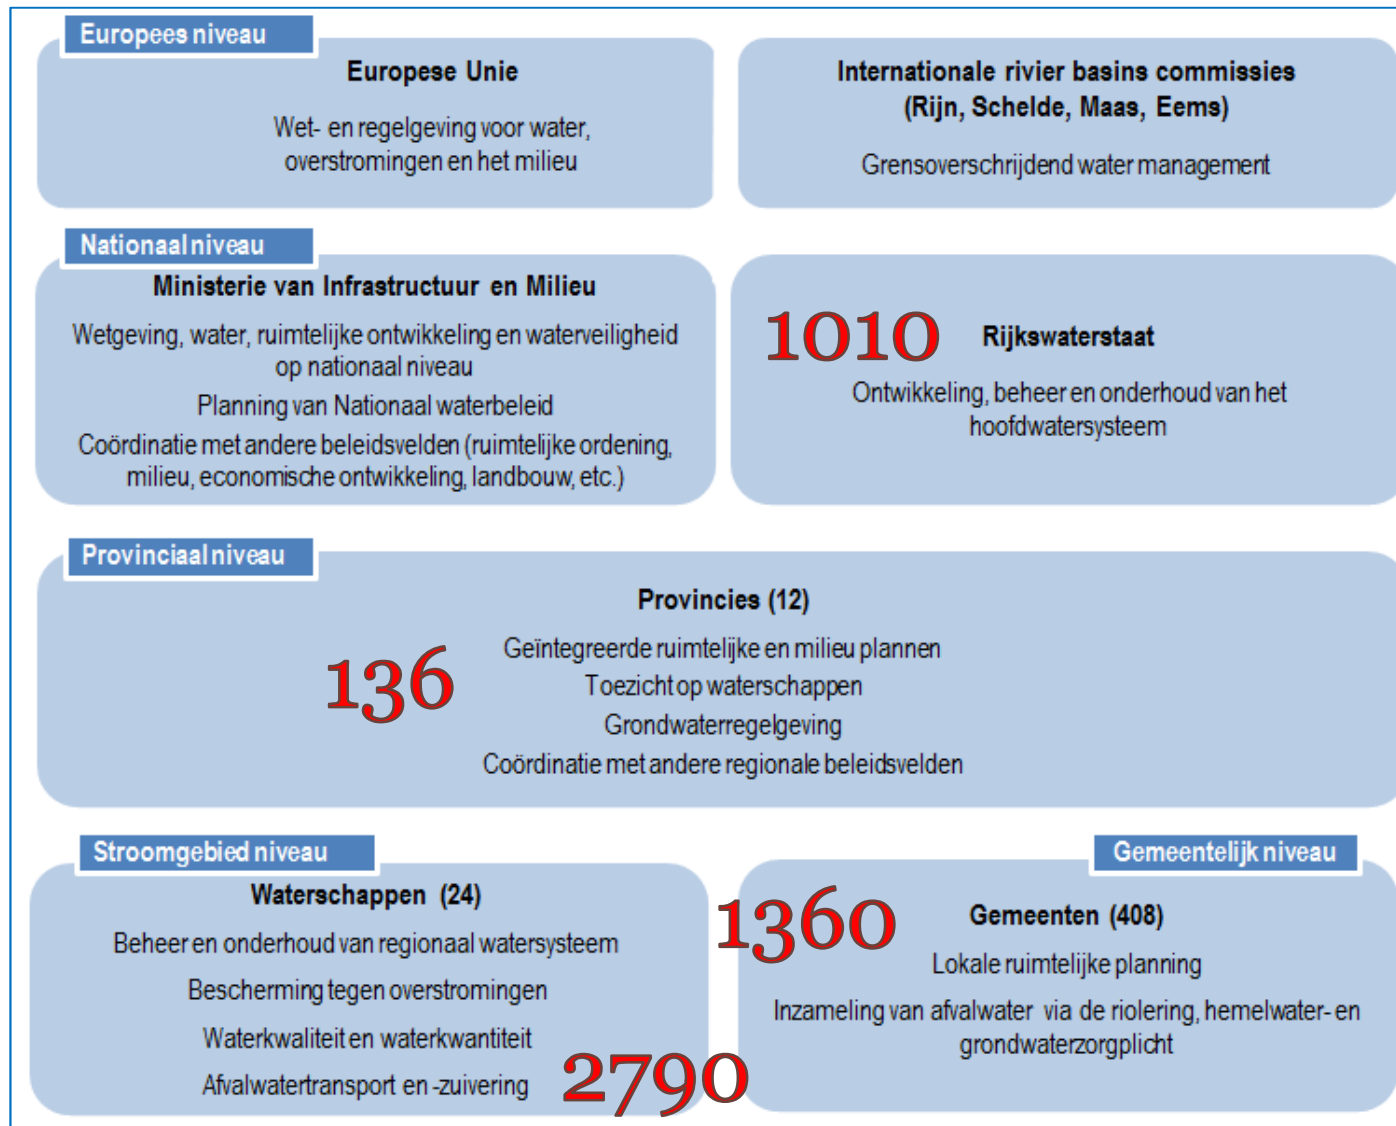 Europees niveau
Europese Unie
Wet- en regelgeving voor water,
overstromingen en het milieu
Internationale rivier basins commissies
(Rijn, Schelde, Maas, Eems)
Grensoverschrijdend water management
Nationaal niveau
Ministerie van Infrastructuur en Milieu
Wetgeving, water, ruimtelijke ontwikkeling en waterveiligheid
op nationaal niveau
Planning van Nationaal waterbeleid
Coördinatie met andere beleidsvelden (ruimtelijke ordening,
milieu, economische ontwikkeling, landbouw, etc.)
1010
Rijkswaterstaat
Ontwikkeling, beheer en onderhoud van het
hoofdwatersysteem
Provinciaal niveau
Provincies (12)
Geïntegreerde ruimtelijke en milieu plannen
Toezicht op waterschappen
Grondwaterregelgeving
Coördinatie met andere regionale beleidsvelden
136
Stroomgebied niveau
Waterschappen (24)
Beheer en onderhoud van regionaal watersysteem
Bescherming tegen overstromingen
Waterkwaliteit en waterkwantiteit
Afvalwatertransport en -zuivering
2790
Gemeentelijk niveau
1360
Gemeenten (408)
Lokale ruimtelijke planning
Inzameling van afvalwater via de riolering, hemelwater- en
grondwaterzorgplicht